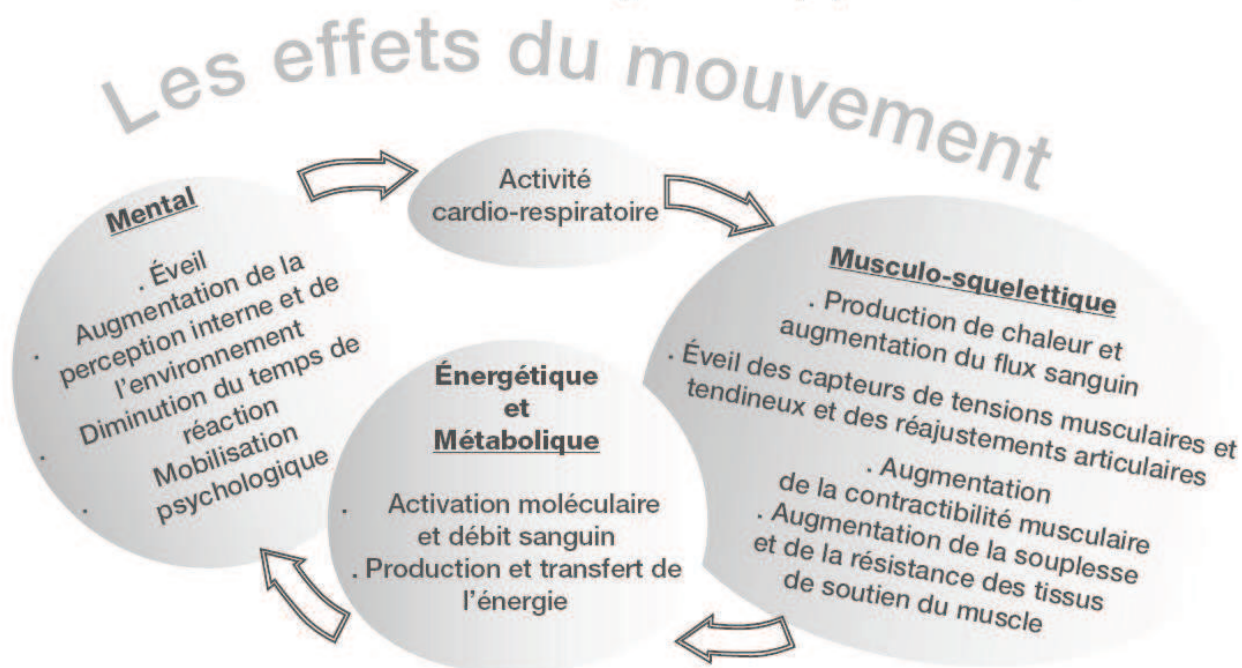 Les effets du mouvement
Mental
. Éveil
. Augmentation de la
perception interne et de
l'environnement
. Diminution du temps de
réaction
. Mobilisation
psychologique
Activité
cardio-respiratoire
Musculo-squelettique
. Production de chaleur et
augmentation du flux sanguin
. Éveil des capteurs de tensions musculaires et
tendineux et des réajustements articulaires
. Augmentation
de la contractibilité musculaire
. Augmentation de la souplesse
et de la résistance des tissus
de soutien du muscle
Énergétique
et
Métabolique
. Activation moléculaire
et débit sanguin
. Production et transfert de
l'énergie